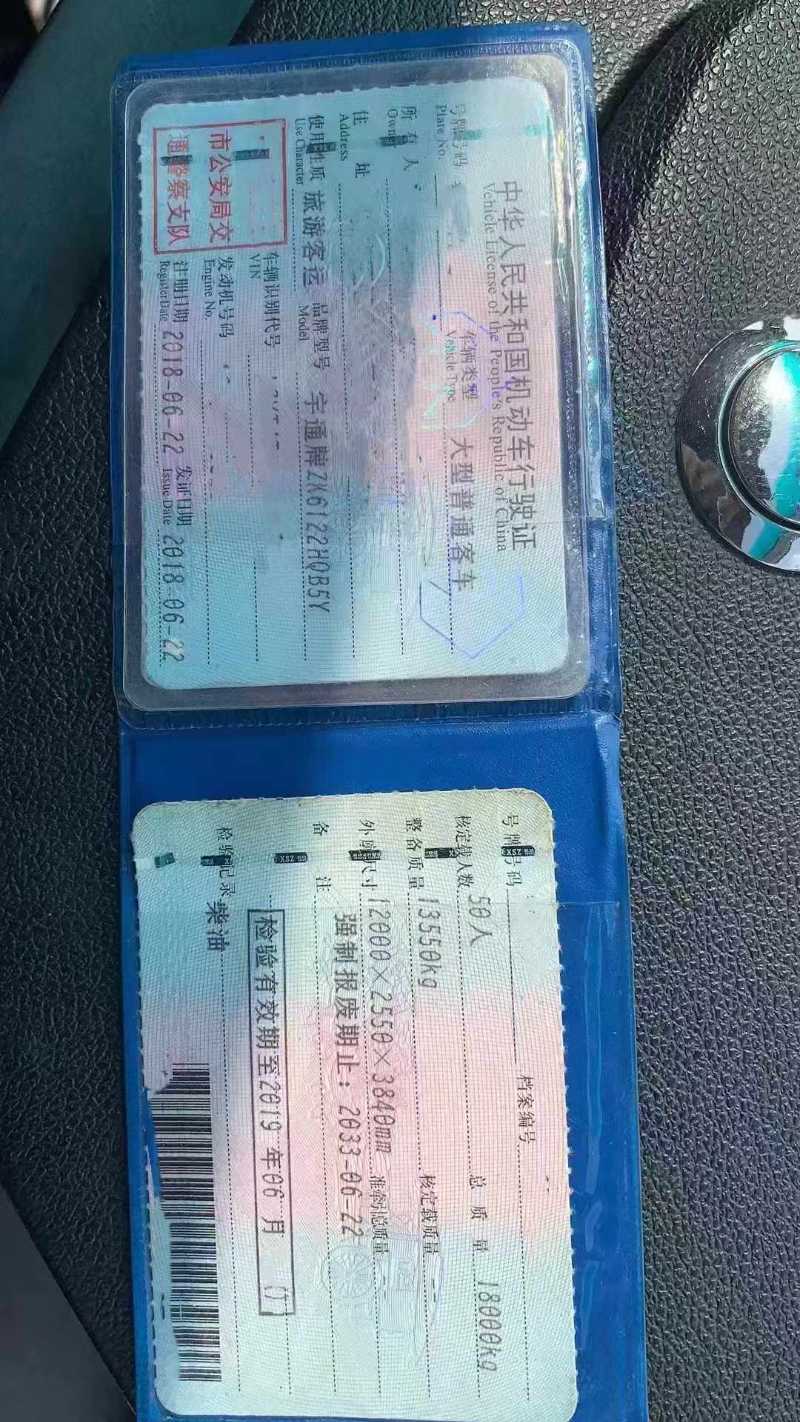 中华人民共和国机动车行驶证
Vehicle License of the People's Republic of China
号牌号码
Plate No.
车辆类型 大型普通客车
Vehicle Type
所有人
Owner
住址
Address
使用性质 旅游客运 品牌型号 宇通牌ZK6122HQB5Y
Use Character Model
市公安局交
通警察支队
车辆识别代号
VIN
发动机号码
Engine No.
注册日期 2018-06-22 发证日期 2018-06-22
Register Date Issue Date
号牌号码 档案编号
核定载人数 50人 总质量 18000kg
整备质量 13550kg 核定载质量 --
外廓尺寸 12000×2550×3840mm 准牵引总质量 --
备注 强制报废期止：2033-06-22
检验有效期至2019年06月
检验记录 柴油